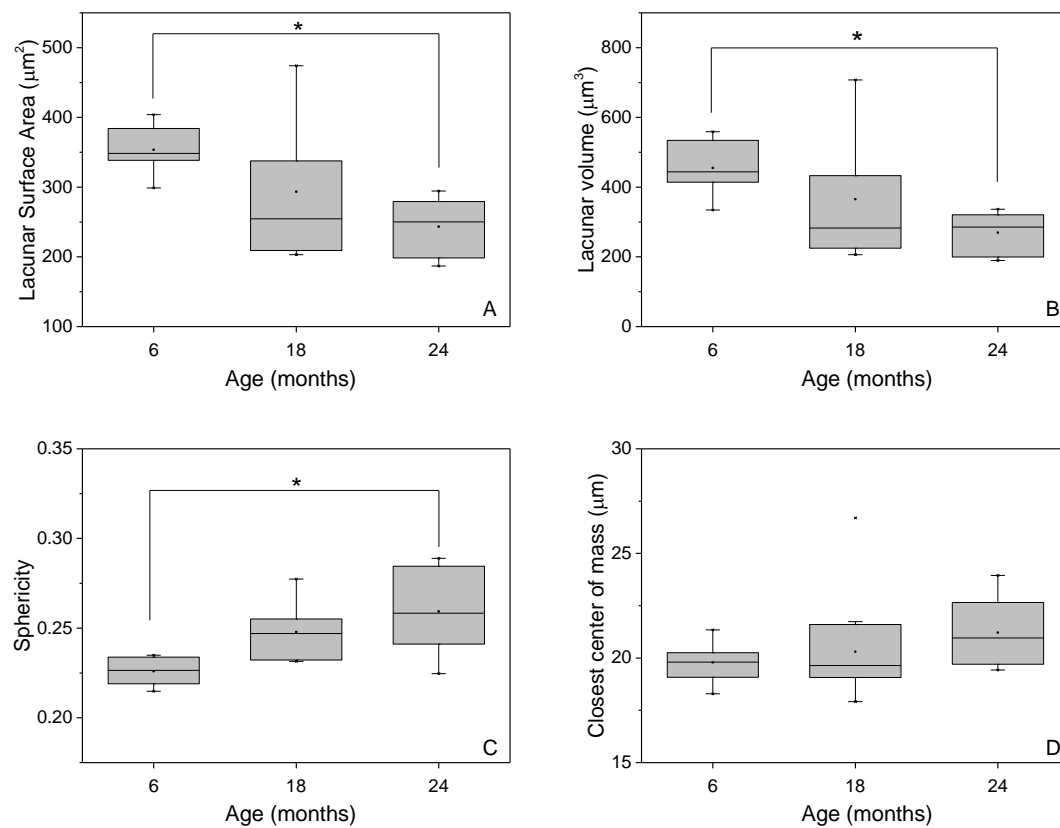 Lacunar Surface Area (μm²)
500
400
300
200
100
*
A
6
18
24
Age (months)
Lacunar volume (μm³)
800
600
400
200
0
*
B
6
18
24
Age (months)
Sphericity
0.35
0.30
0.25
0.20
*
C
6
18
24
Age (months)
Closest center of mass (μm)
30
25
20
15
D
6
18
24
Age (months)